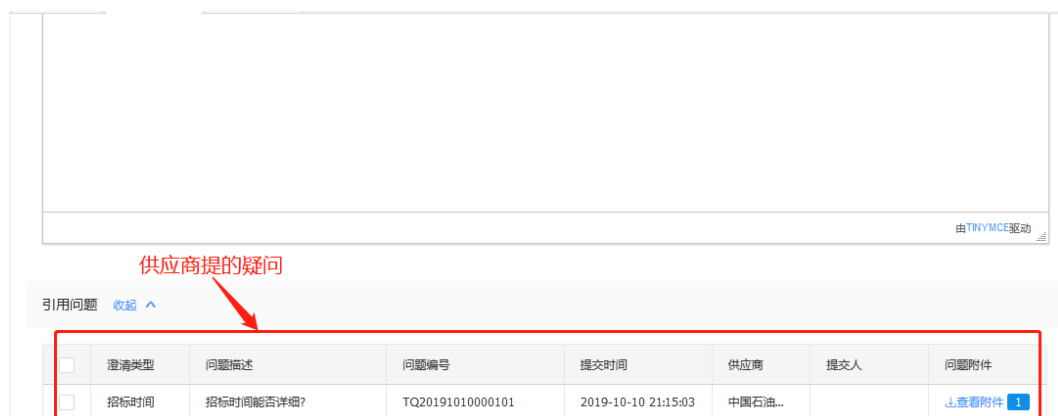 由TINYMCE驱动
供应商提的疑问
引用问题 收起
澄清类型 问题描述 问题编号 提交时间 供应商 提交人 问题附件
招标时间 招标时间能否详细? TQ20191010000101 2019-10-10 21:15:03 中国石油... 查看附件 1